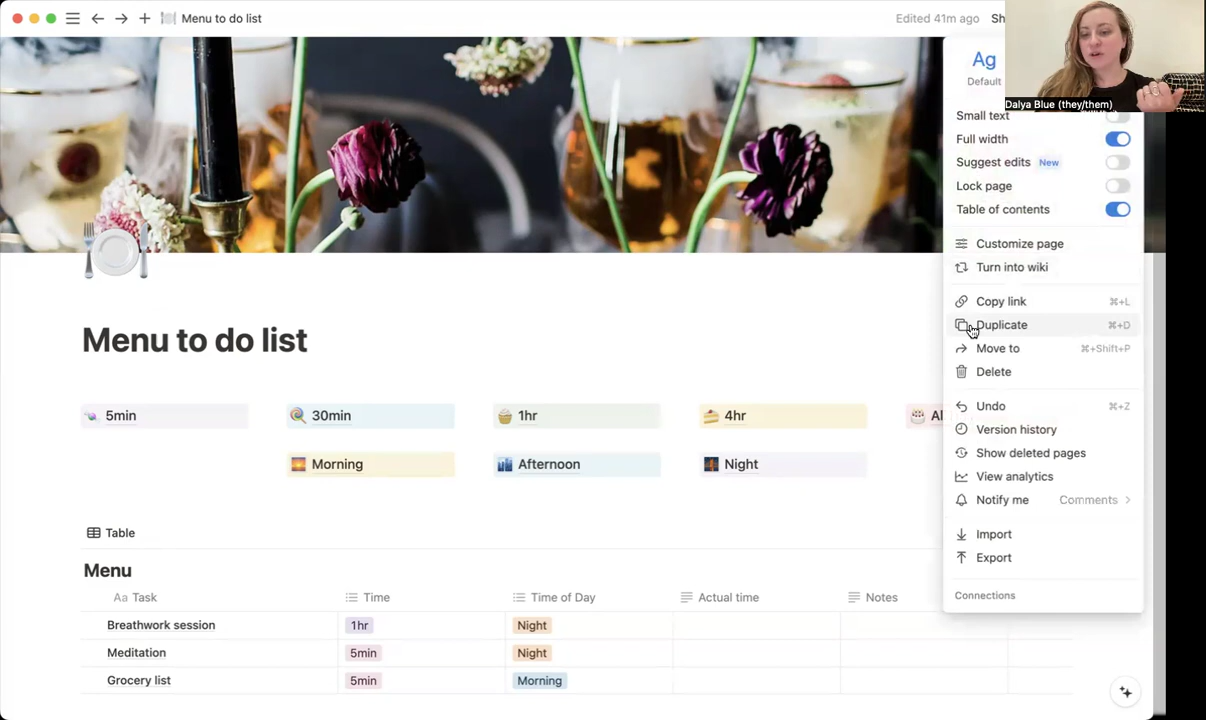 Menu to do list
Edited 41m ago
Sh
Dalya Blue (they/them)
Ag
Default
Small text
Full width
Suggest edits New
Lock page
Table of contents
Customize page
Turn into wiki
Copy link ⌘+L
Duplicate ⌘+D
Move to ⌘+Shift+P
Delete
Undo ⌘+Z
Version history
Show deleted pages
View analytics
Notify me Comments
Import
Export
Connections
Menu to do list
5min 30min 1hr 4hr Al
Morning Afternoon Night
Table
Menu
Aa Task Time Time of Day Actual time Notes
Breathwork session 1hr Night
Meditation 5min Night
Grocery list 5min Morning